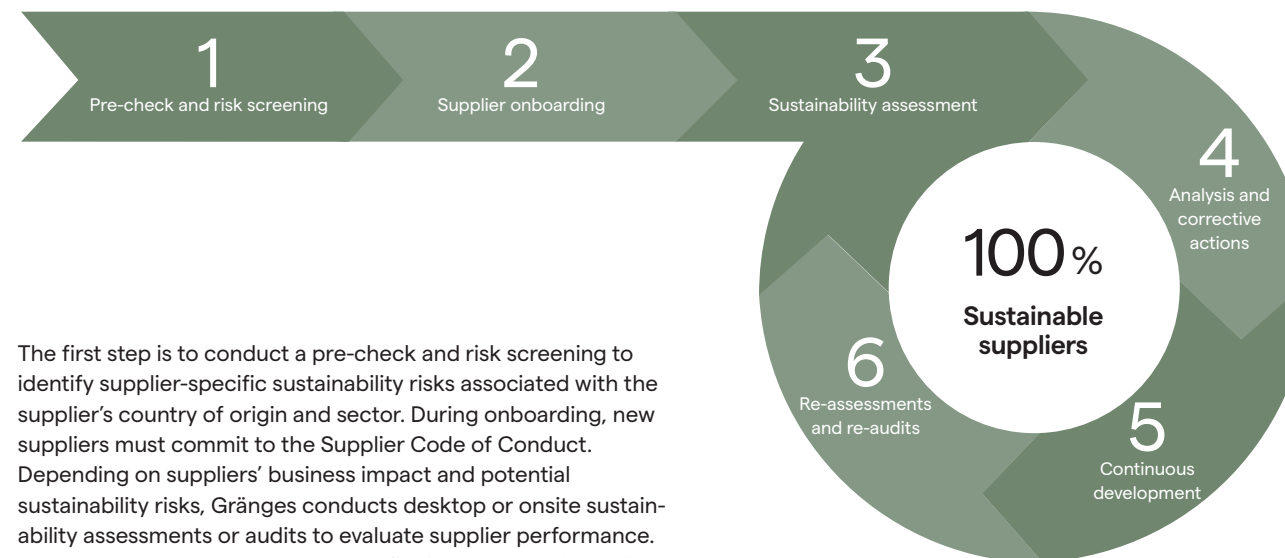 1
Pre-check and risk screening
2
Supplier onboarding
3
Sustainability assessment
4
Analysis and
corrective
actions
5
Continuous
development
6
Re-assessments
and re-audits
100 %
Sustainable
suppliers
The first step is to conduct a pre-check and risk screening to
identify supplier-specific sustainability risks associated with the
supplier’s country of origin and sector. During onboarding, new
suppliers must commit to the Supplier Code of Conduct.
Depending on suppliers’ business impact and potential
sustainability risks, Gränges conducts desktop or onsite sustain-
ability assessments or audits to evaluate supplier performance.